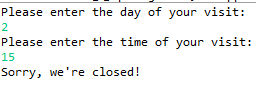 Please enter the day of your visit:
2
Please enter the time of your visit:
15
Sorry, we're closed!